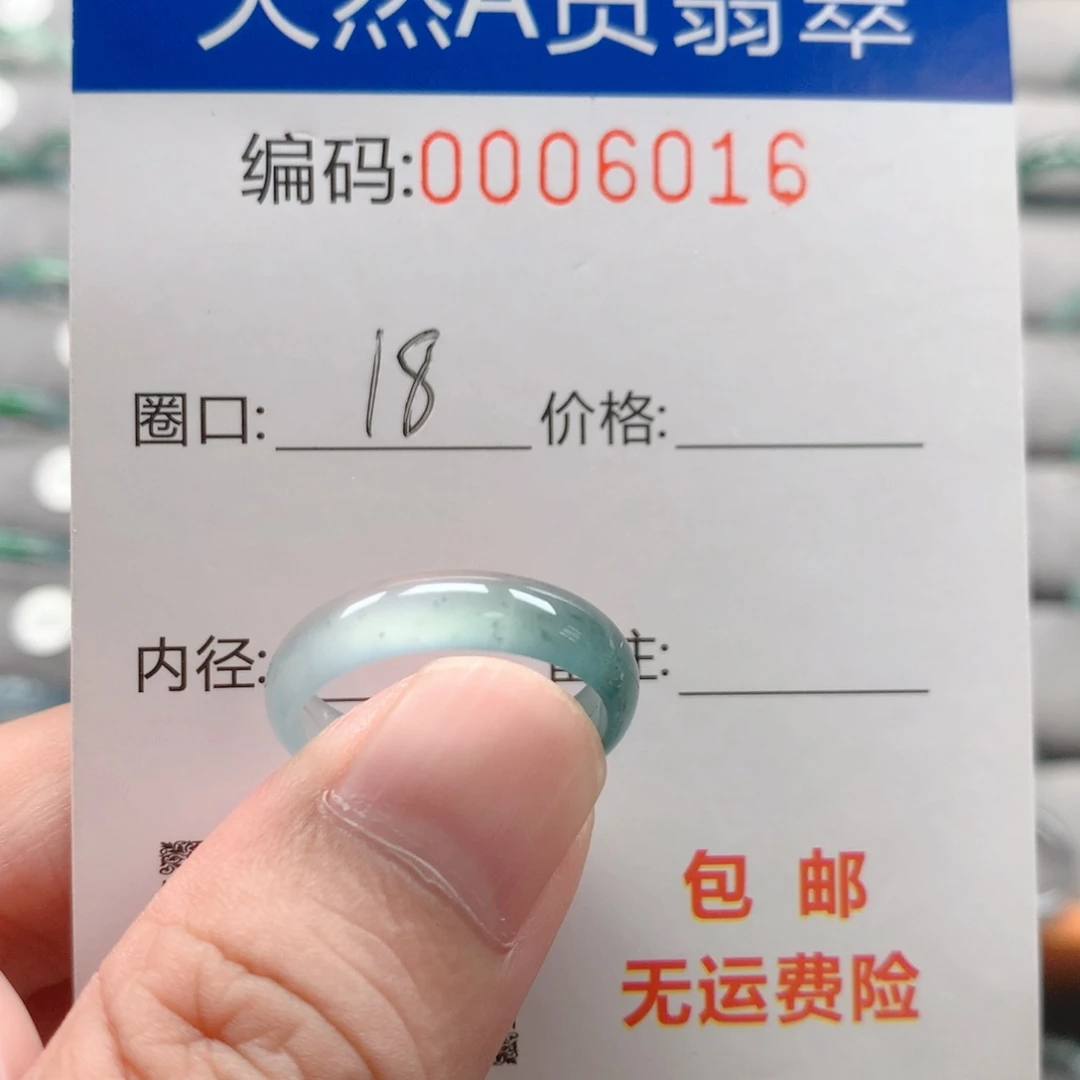 天然A货翡翠
编码:0006016
圈口: 18 价格:
内径: 备注:
包 邮
无运费险